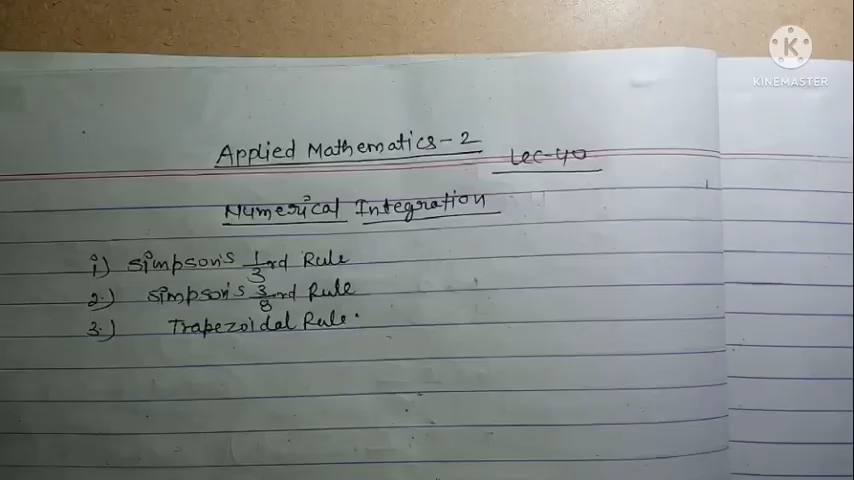 KINEMASTER
Applied Mathematics-2
Lec-40
Numerical Integration
i) Simpson's 1/3rd Rule
2.) Simpson's 3/8rd Rule
3.) Trapezoidal Rule.